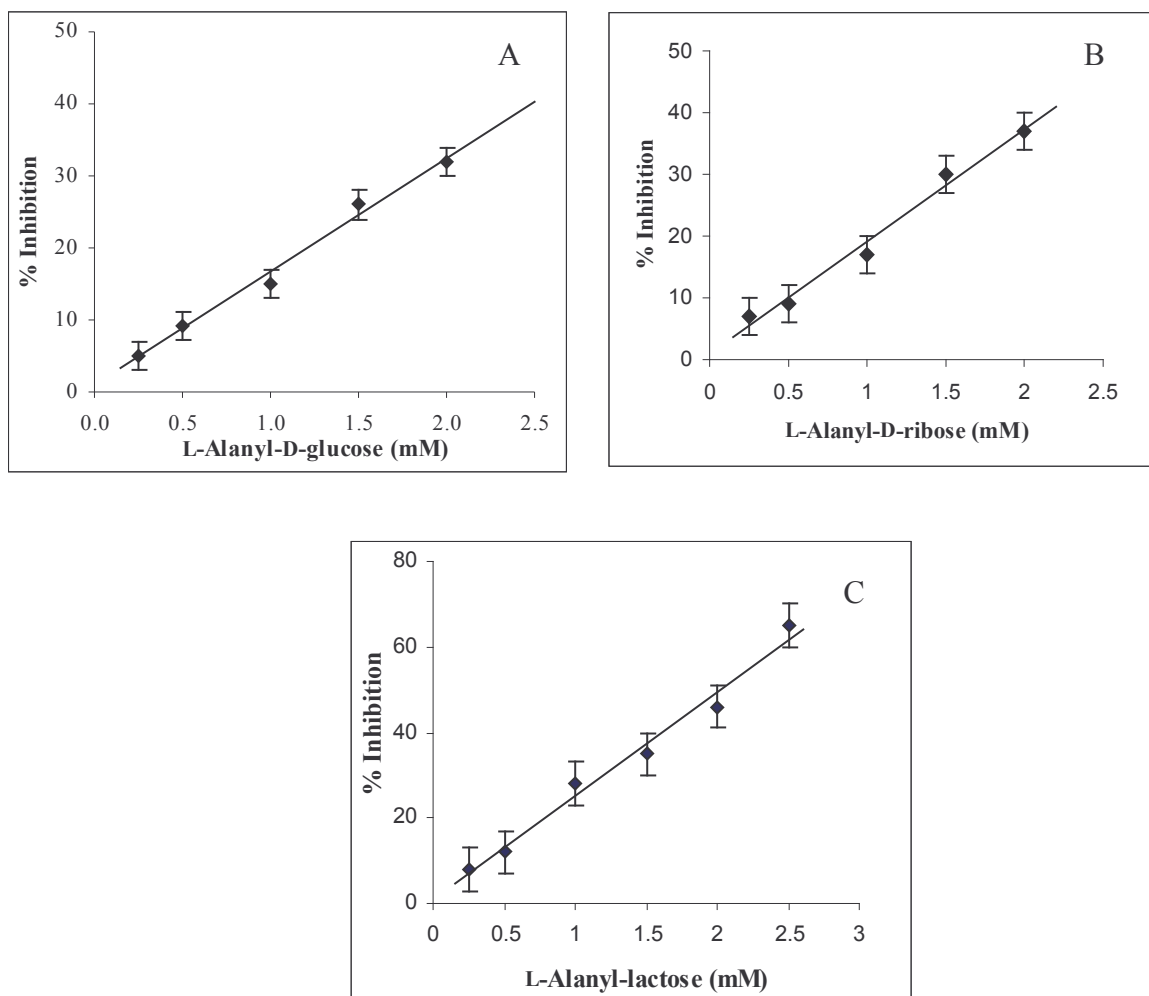 A
50
40
30
20
10
0
% Inhibition
0.0 0.5 1.0 1.5 2.0 2.5
L-Alanyl-D-glucose (mM)
B
50
40
30
20
10
0
% Inhibition
0 0.5 1 1.5 2 2.5
L-Alanyl-D-ribose (mM)
C
80
60
40
20
0
% Inhibition
0 0.5 1 1.5 2 2.5 3
L-Alanyl-lactose (mM)